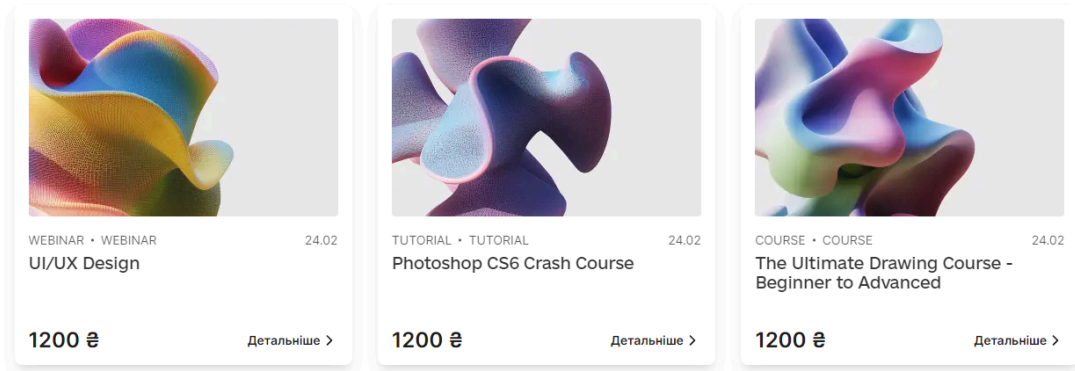 WEBINAR • WEBINAR 24.02
UI/UX Design
1200 ₴ Детальніше >
TUTORIAL • TUTORIAL 24.02
Photoshop CS6 Crash Course
1200 ₴ Детальніше >
COURSE • COURSE 24.02
The Ultimate Drawing Course -
Beginner to Advanced
1200 ₴ Детальніше >